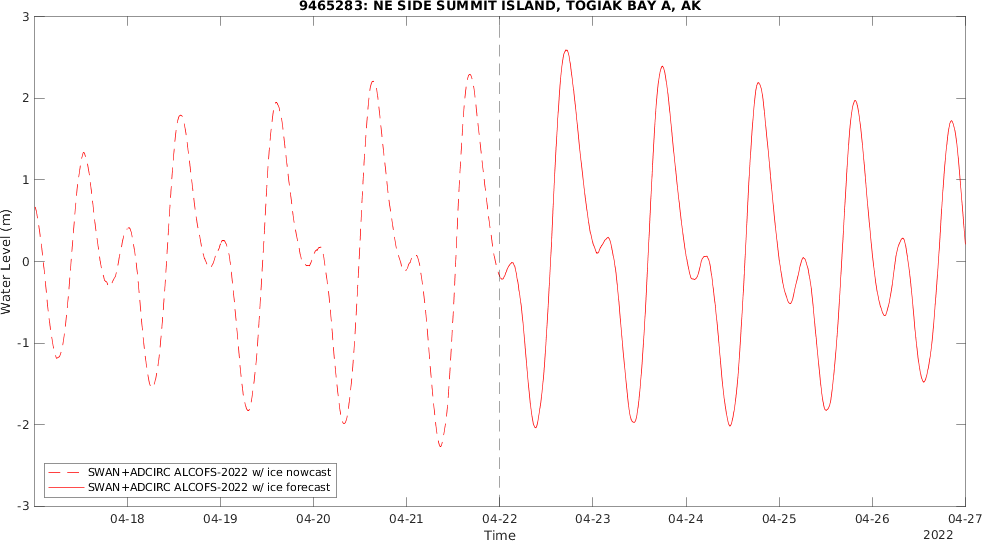 9465283: NE SIDE SUMMIT ISLAND, TOGIAK BAY A, AK
3
2
1
0
-1
-2
-3
Water Level (m)
SWAN+ADCIRC ALCOFS-2022 w/ ice nowcast
SWAN+ADCIRC ALCOFS-2022 w/ ice forecast
04-18 04-19 04-20 04-21 04-22 04-23 04-24 04-25 04-26 04-27
Time
2022